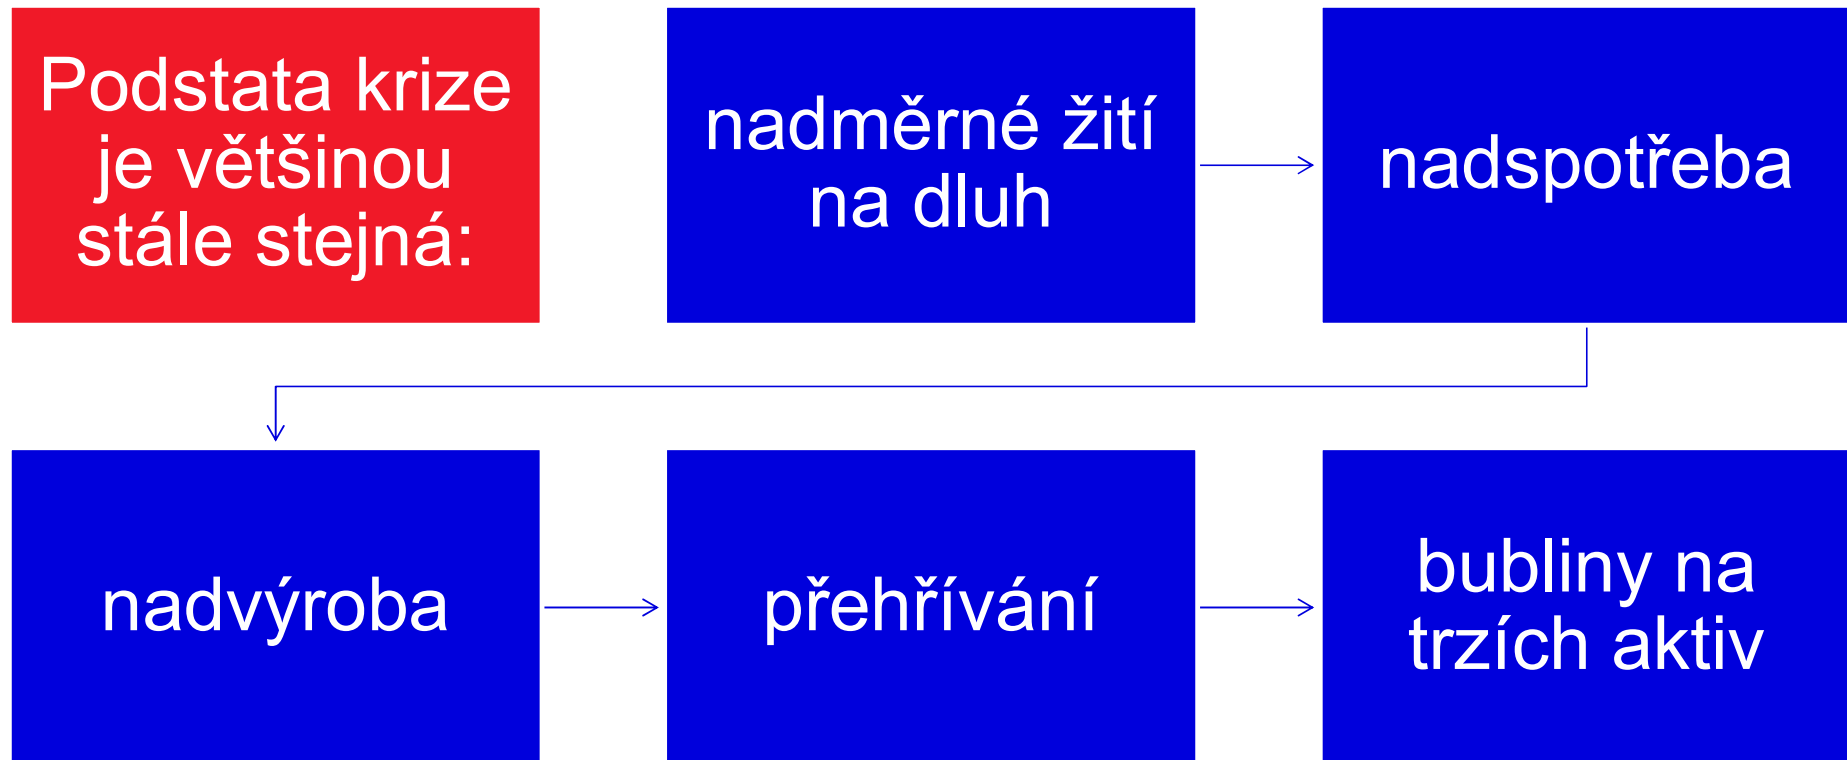 Podstata krize
je většinou
stále stejná:
nadměrné žití
na dluh
nadspotřeba
nadvýroba
přehřívání
bubliny na
trzích aktiv